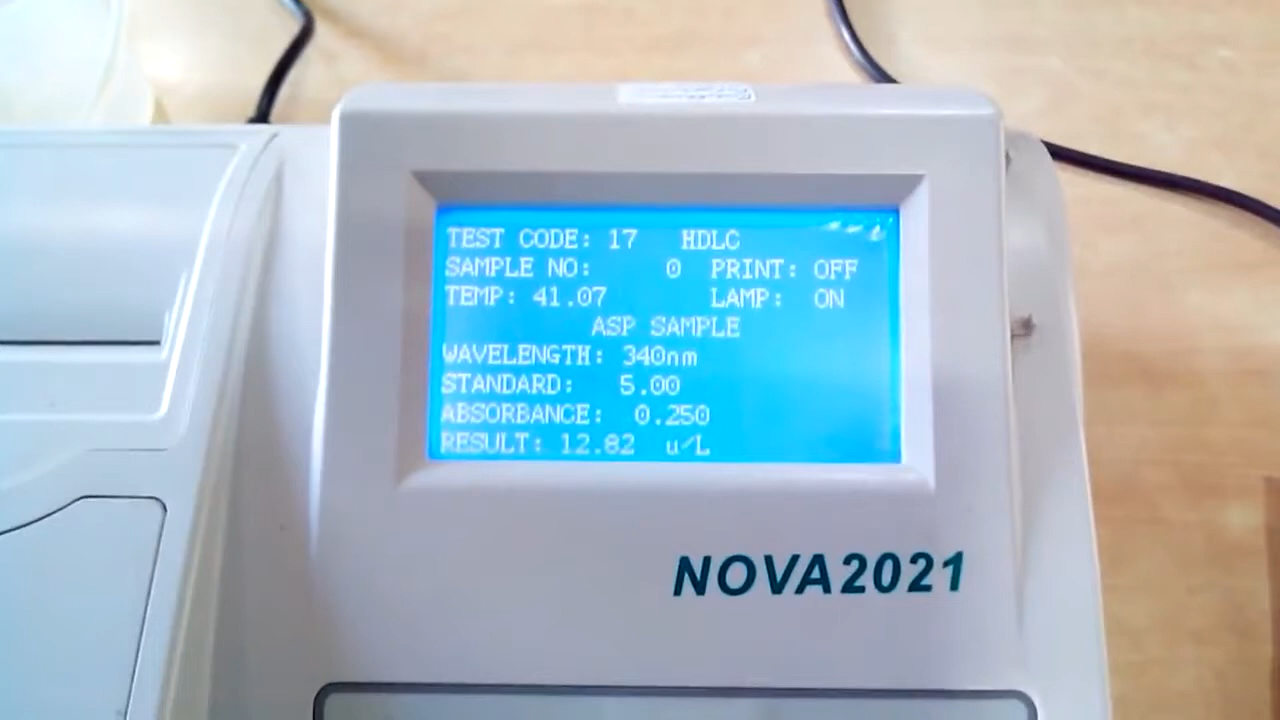 TEST CODE: 17 HDLC
SAMPLE NO: 0 PRINT: OFF
TEMP: 41.07 LAMP: ON
ASP SAMPLE
WAVELENGTH: 340nm
STANDARD: 5.00
ABSORBANCE: 0.250
RESULT: 12.82 u/L
NOVA2021